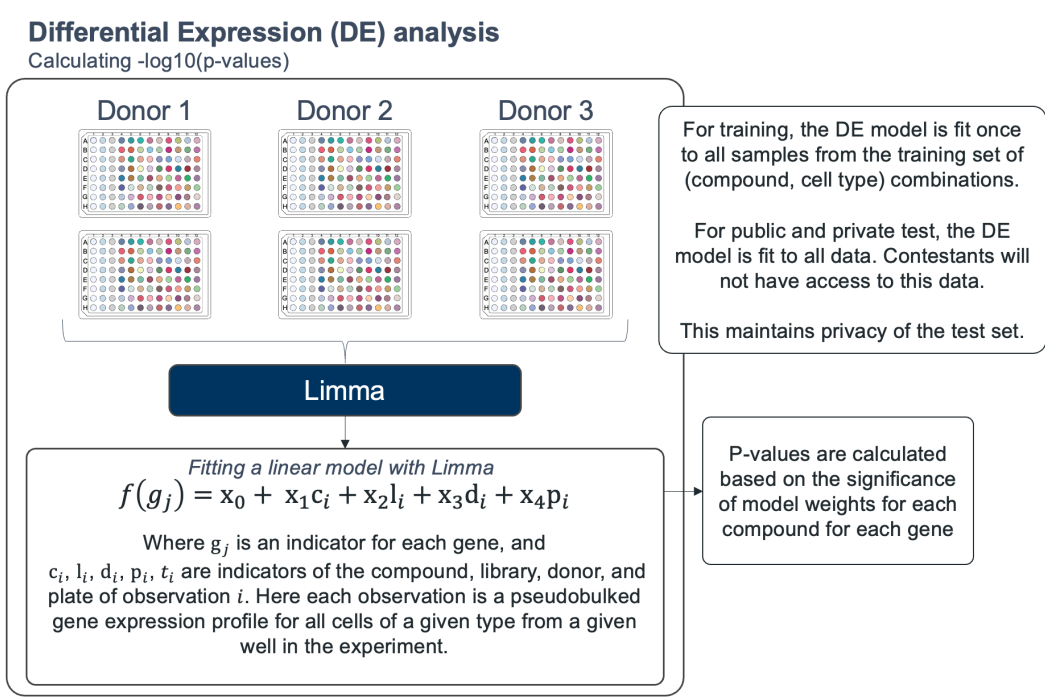 Differential Expression (DE) analysis
Calculating -log10(p-values)
Donor 1
Donor 2
Donor 3
For training, the DE model is fit once
to all samples from the training set of
(compound, cell type) combinations.
For public and private test, the DE
model is fit to all data. Contestants will
not have access to this data.
This maintains privacy of the test set.
Limma
Fitting a linear model with Limma
f(gⱼ) = x₀ + x₁cᵢ + x₂lᵢ + x₃dᵢ + x₄pᵢ
Where gⱼ is an indicator for each gene, and
cᵢ, lᵢ, dᵢ, pᵢ, tᵢ are indicators of the compound, library, donor, and
plate of observation i. Here each observation is a pseudobulked
gene expression profile for all cells of a given type from a given
well in the experiment.
P-values are calculated
based on the significance
of model weights for each
compound for each gene